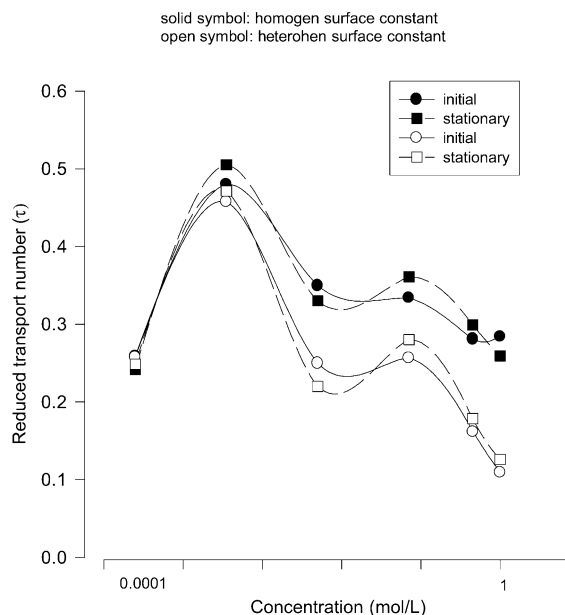 solid symbol: homogen surface constant
open symbol: heterohen surface constant
0.6
initial
stationary
initial
stationary
0.5
0.4
0.3
0.2
0.1
0.0
Reduced transport number (τ)
0.0001
1
Concentration (mol/L)